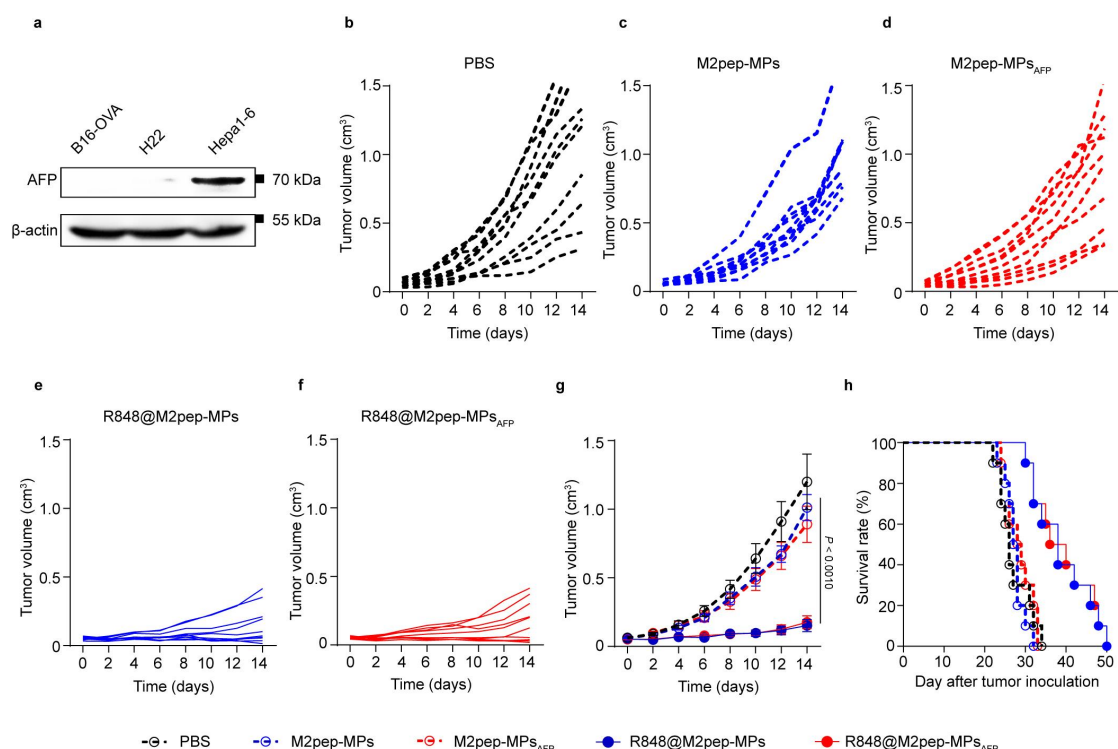 a
B16-OVA
H22
Hepa1-6
AFP
70 kDa
β-actin
55 kDa
b
PBS
Tumor volume (cm³)
1.5
1.0
0.5
0
0 2 4 6 8 10 12 14
Time (days)
c
M2pep-MPs
Tumor volume (cm³)
1.5
1.0
0.5
0
0 2 4 6 8 10 12 14
Time (days)
d
M2pep-MPsAFP
Tumor volume (cm³)
1.5
1.0
0.5
0
0 2 4 6 8 10 12 14
Time (days)
e
R848@M2pep-MPs
Tumor volume (cm³)
1.5
1.0
0.5
0
0 2 4 6 8 10 12 14
Time (days)
f
R848@M2pep-MPsAFP
Tumor volume (cm³)
1.5
1.0
0.5
0
0 2 4 6 8 10 12 14
Time (days)
g
Tumor volume (cm³)
1.5
1.0
0.5
0
0 2 4 6 8 10 12 14
Time (days)
P < 0.0010
h
Survival rate (%)
100
80
60
40
20
0
0 10 20 30 40 50
Day after tumor inoculation
PBS M2pep-MPs M2pep-MPsAFP R848@M2pep-MPs R848@M2pep-MPsAFP